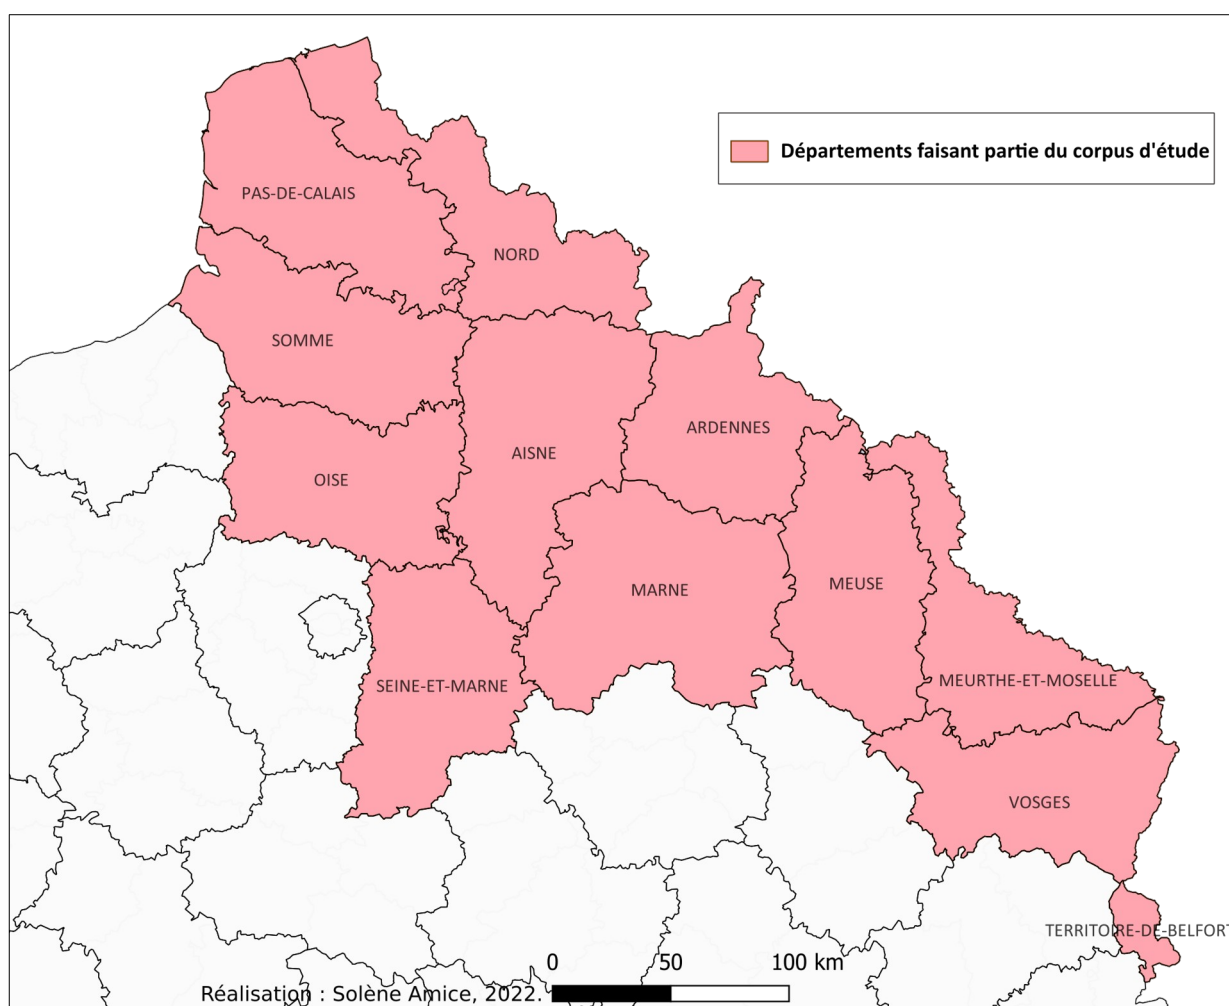 Départements faisant partie du corpus d'étude
PAS-DE-CALAIS
NORD
SOMME
ARDENNES
AISNE
OISE
MEUSE
MARNE
MEURTHE-ET-MOSELLE
SEINE-ET-MARNE
VOSGES
TERRITOIRE-DE-BELFORT
0 50 100 km
Réalisation : Solène Amice, 2022.